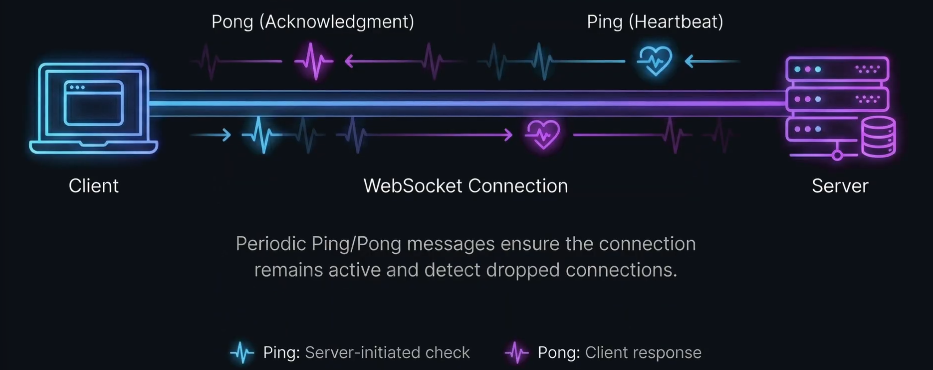 Pong (Acknowledgment)
Ping (Heartbeat)
Client
WebSocket Connection
Server
Periodic Ping/Pong messages ensure the connection
remains active and detect dropped connections.
Ping: Server-initiated check
Pong: Client response